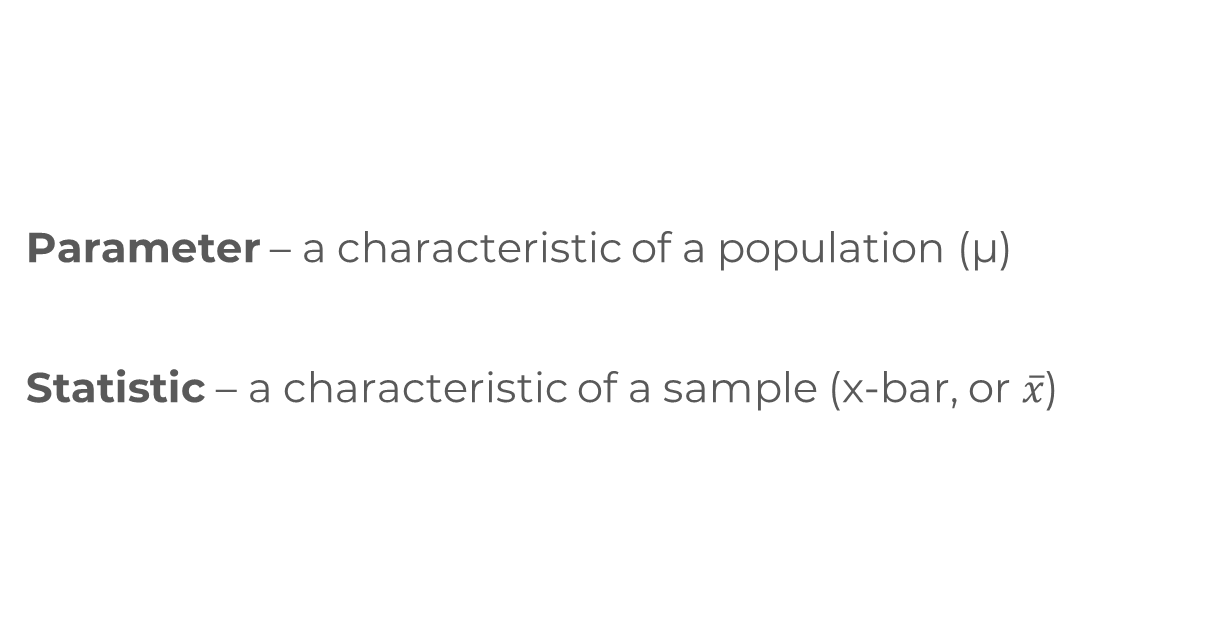 Parameter – a characteristic of a population (μ)
Statistic – a characteristic of a sample (x-bar, or x̄)